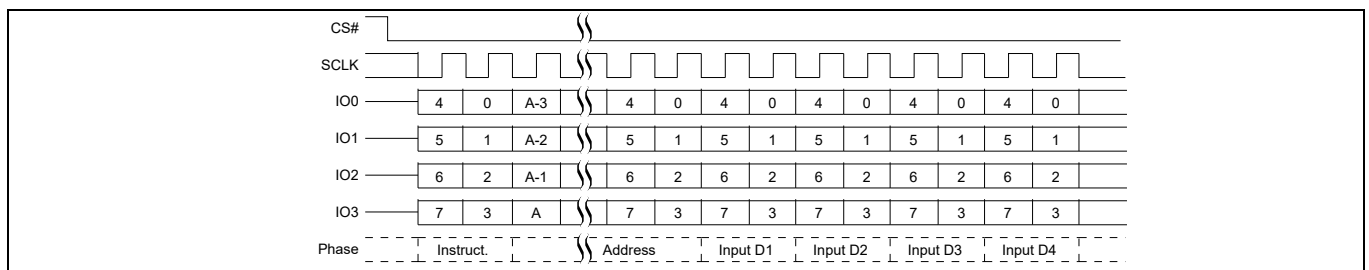 CS#
SCLK
IO0 4 0 A-3 4 0 4 0 4 0 4 0 4 0
IO1 5 1 A-2 5 1 5 1 5 1 5 1 5 1
IO2 6 2 A-1 6 2 6 2 6 2 6 2 6 2
IO3 7 3 A 7 3 7 3 7 3 7 3 7 3
Phase Instruct. Address Input D1 Input D2 Input D3 Input D4